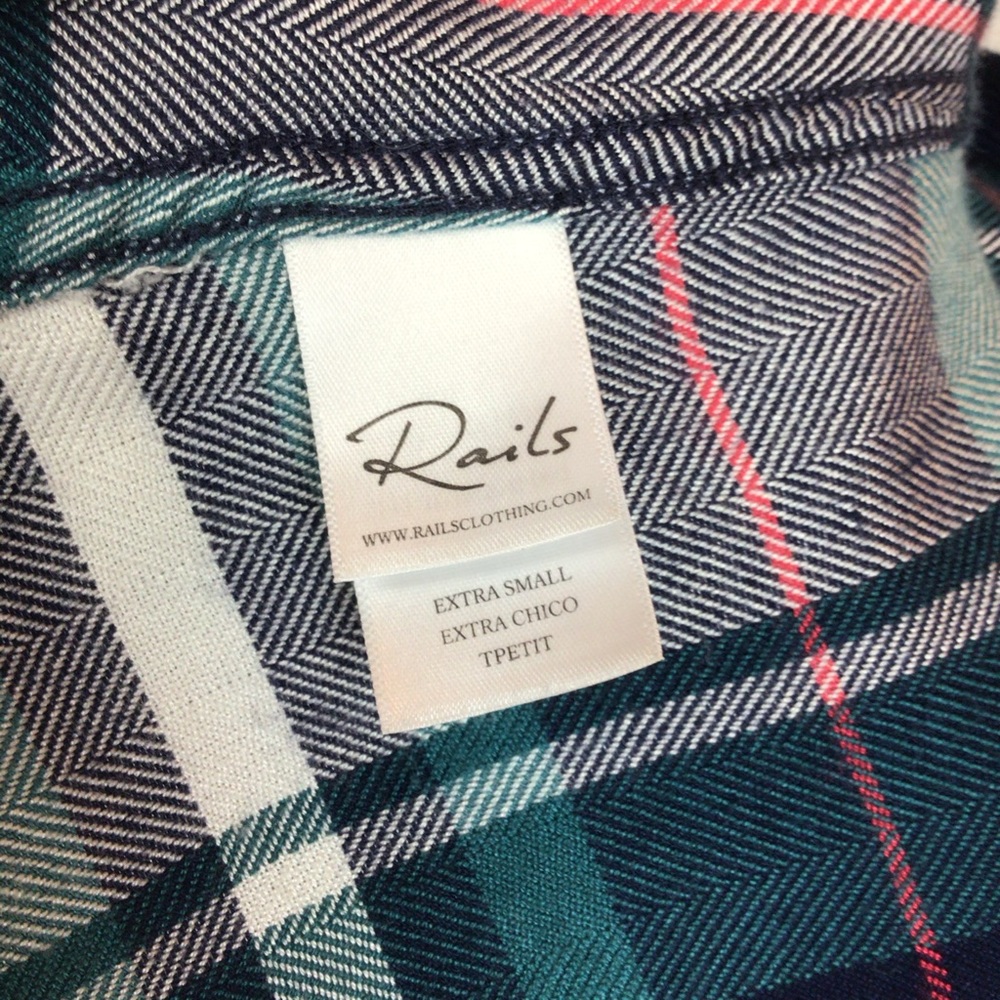 Rails
WWW.RAILSCLOTHING.COM
EXTRA SMALL
EXTRA CHICO
TPETIT